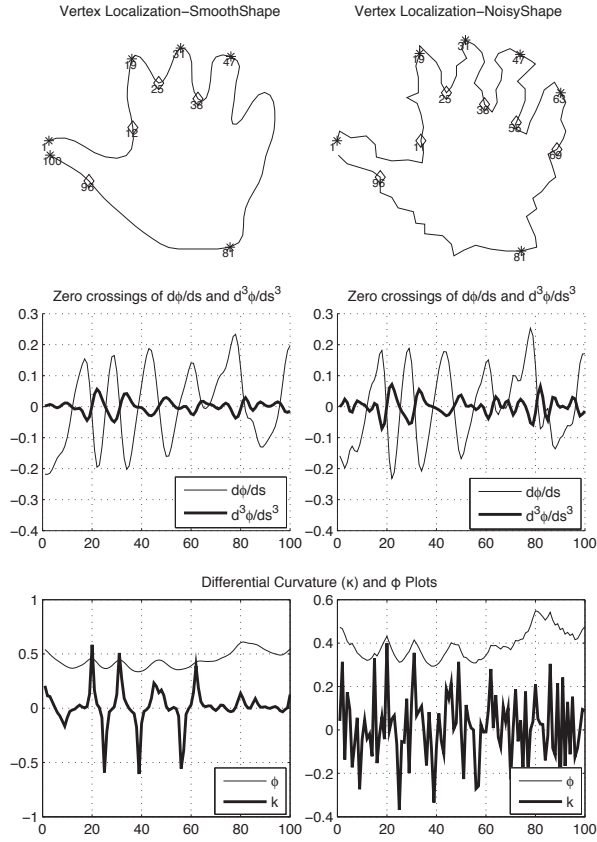 Vertex Localization−SmoothShape
Vertex Localization−NoisyShape
19
31
47
25
38
12
1
100
96
81
19
31
47
25
38
63
56
1
69
96
81
Zero crossings of dϕ/ds and d³ϕ/ds³
Zero crossings of dϕ/ds and d³ϕ/ds³
0.3
0.2
0.1
0
−0.1
−0.2
−0.3
−0.4
0 20 40 60 80 100
dϕ/ds
d³ϕ/ds³
0.3
0.2
0.1
0
−0.1
−0.2
−0.3
−0.4
0 20 40 60 80 100
dϕ/ds
d³ϕ/ds³
Differential Curvature (κ) and ϕ Plots
1
0.5
0
−0.5
−1
0 20 40 60 80 100
ϕ
k
0.6
0.4
0.2
0
−0.2
−0.4
0 20 40 60 80 100
ϕ
k